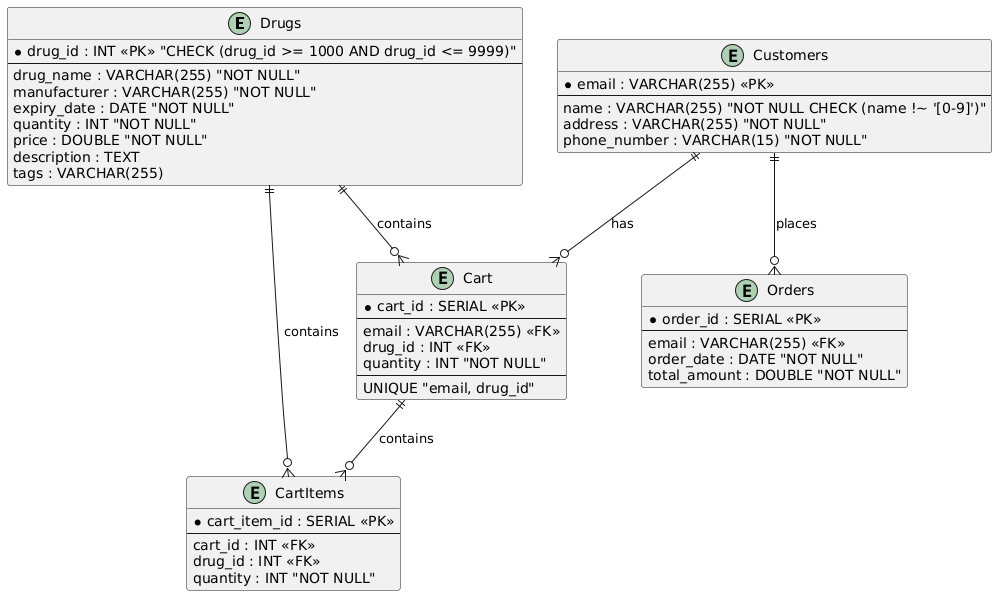 E Drugs
* drug_id : INT «PK» "CHECK (drug_id >= 1000 AND drug_id <= 9999)"
drug_name : VARCHAR(255) "NOT NULL"
manufacturer : VARCHAR(255) "NOT NULL"
expiry_date : DATE "NOT NULL"
quantity : INT "NOT NULL"
price : DOUBLE "NOT NULL"
description : TEXT
tags : VARCHAR(255)
E Customers
* email : VARCHAR(255) «PK»
name : VARCHAR(255) "NOT NULL CHECK (name !~ '[0-9]')"
address : VARCHAR(255) "NOT NULL"
phone_number : VARCHAR(15) "NOT NULL"
contains
has
places
E Cart
* cart_id : SERIAL «PK»
email : VARCHAR(255) «FK»
drug_id : INT «FK»
quantity : INT "NOT NULL"
UNIQUE "email, drug_id"
E Orders
* order_id : SERIAL «PK»
email : VARCHAR(255) «FK»
order_date : DATE "NOT NULL"
total_amount : DOUBLE "NOT NULL"
contains
contains
E CartItems
* cart_item_id : SERIAL «PK»
cart_id : INT «FK»
drug_id : INT «FK»
quantity : INT "NOT NULL"